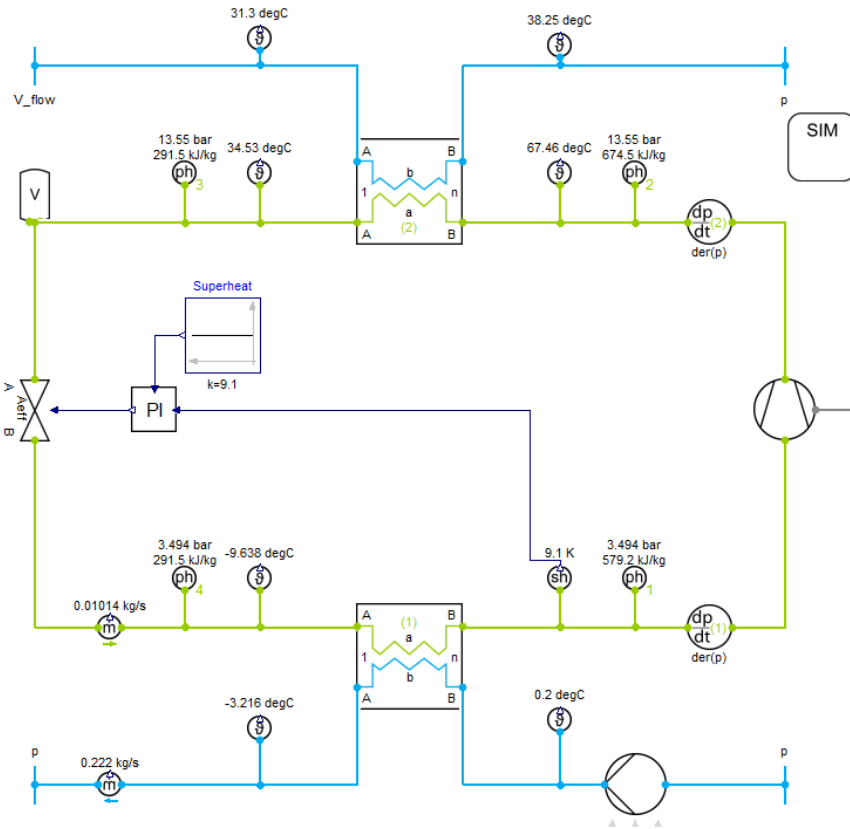 31.3 degC
38.25 degC
ϑ
ϑ
V_flow
p
SIM
13.55 bar
291.5 kJ/kg
34.53 degC
67.46 degC
13.55 bar
674.5 kJ/kg
A
B
b
V
ph
3
ϑ
1
n
ϑ
ph
2
a
A
(2)
B
dp
dt
(2)
der(p)
Superheat
k=9.1
A
Aeff
B
PI
3.494 bar
291.5 kJ/kg
-9.638 degC
9.1 K
3.494 bar
579.2 kJ/kg
ph
4
ϑ
sh
ph
1
0.01014 kg/s
m
A
(1)
B
a
1
n
b
A
B
dp
dt
(1)
der(p)
-3.216 degC
0.2 degC
ϑ
ϑ
p
0.222 kg/s
m
p